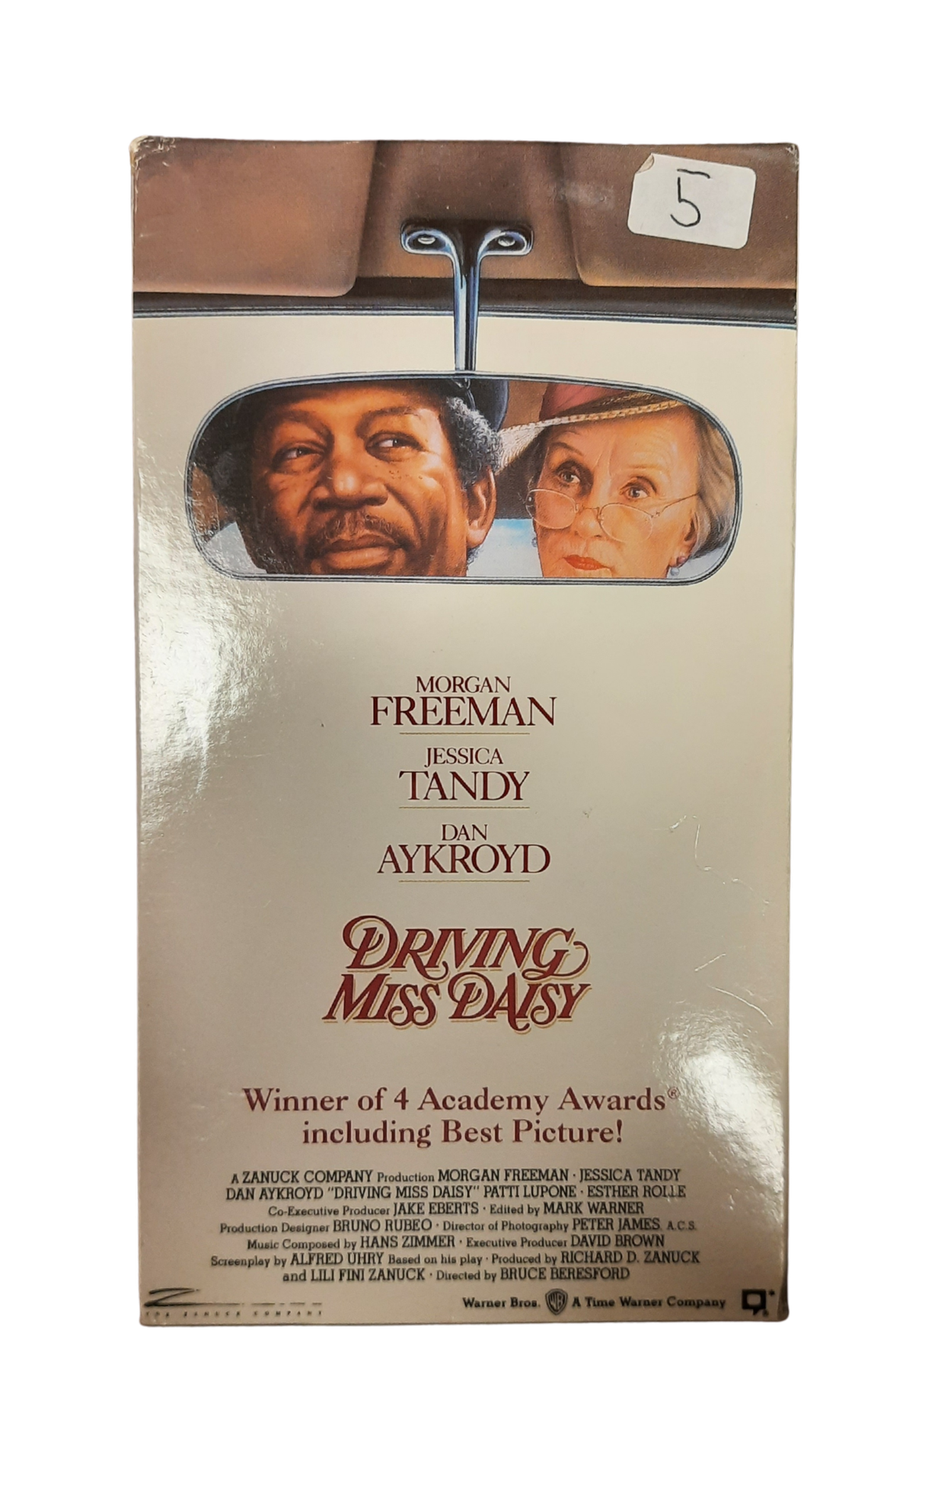 5
MORGAN
FREEMAN
JESSICA
TANDY
DAN
AYKROYD
DRIVING
MISS DAISY
Winner of 4 Academy Awards®
including Best Picture!
A ZANUCK COMPANY Production MORGAN FREEMAN · JESSICA TANDY
DAN AYKROYD "DRIVING MISS DAISY" PATTI LUPONE · ESTHER ROLLE
Co-Executive Producer JAKE EBERTS · Edited by MARK WARNER
Production Designer BRUNO RUBEO · Director of Photography PETER JAMES, A.C.S.
Music Composed by HANS ZIMMER · Executive Producer DAVID BROWN
Screenplay by ALFRED UHRY Based on his play · Produced by RICHARD D. ZANUCK
and LILI FINI ZANUCK · Directed by BRUCE BERESFORD
Z
THE ZANUCK COMPANY
Warner Bros. WB A Time Warner Company